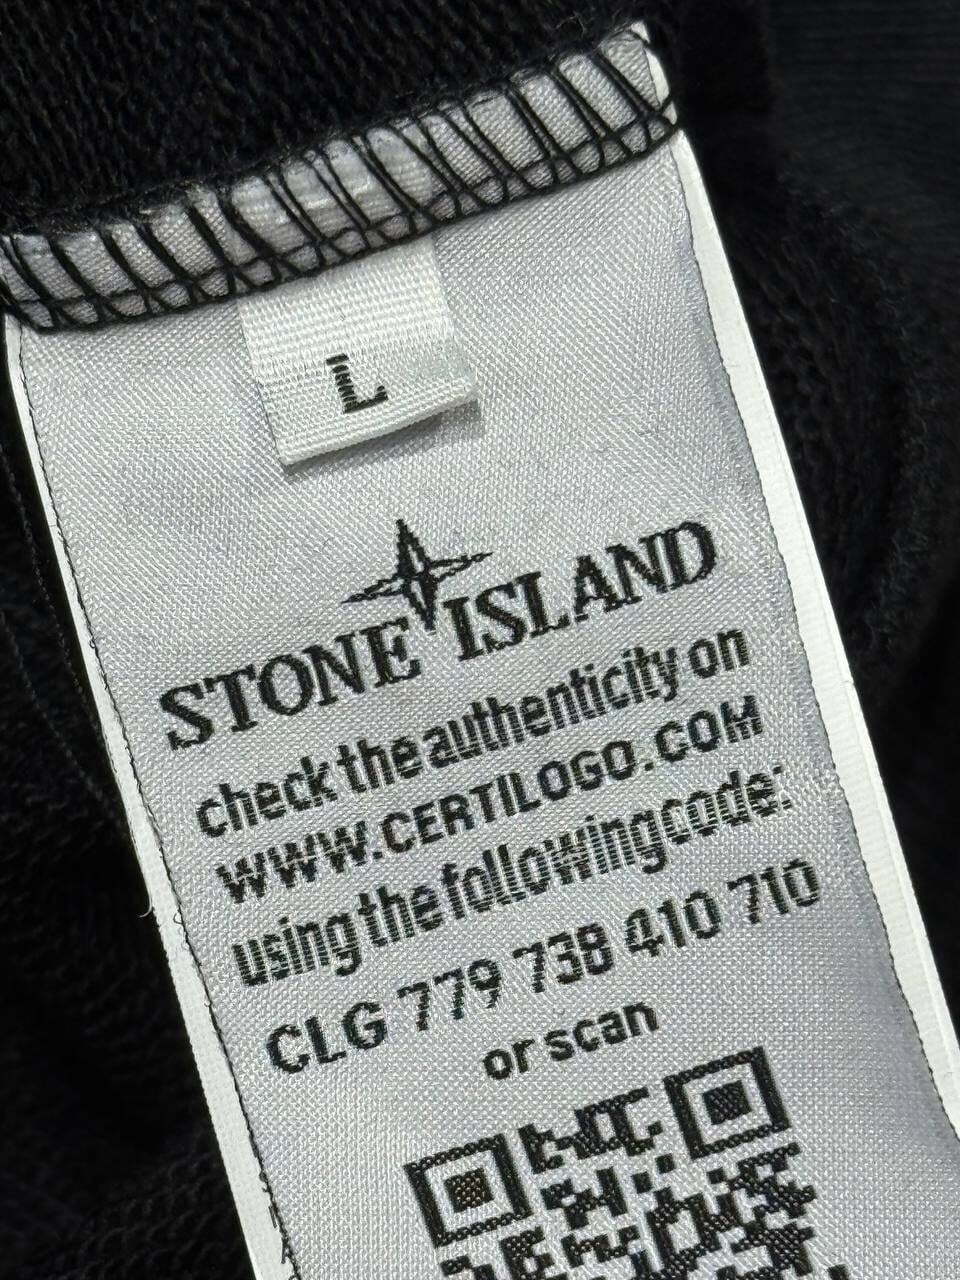 L
STONE ISLAND
check the authenticity on
WWW.CERTILOGO.COM
using the following code:
CLG 779 738 410 710
or scan